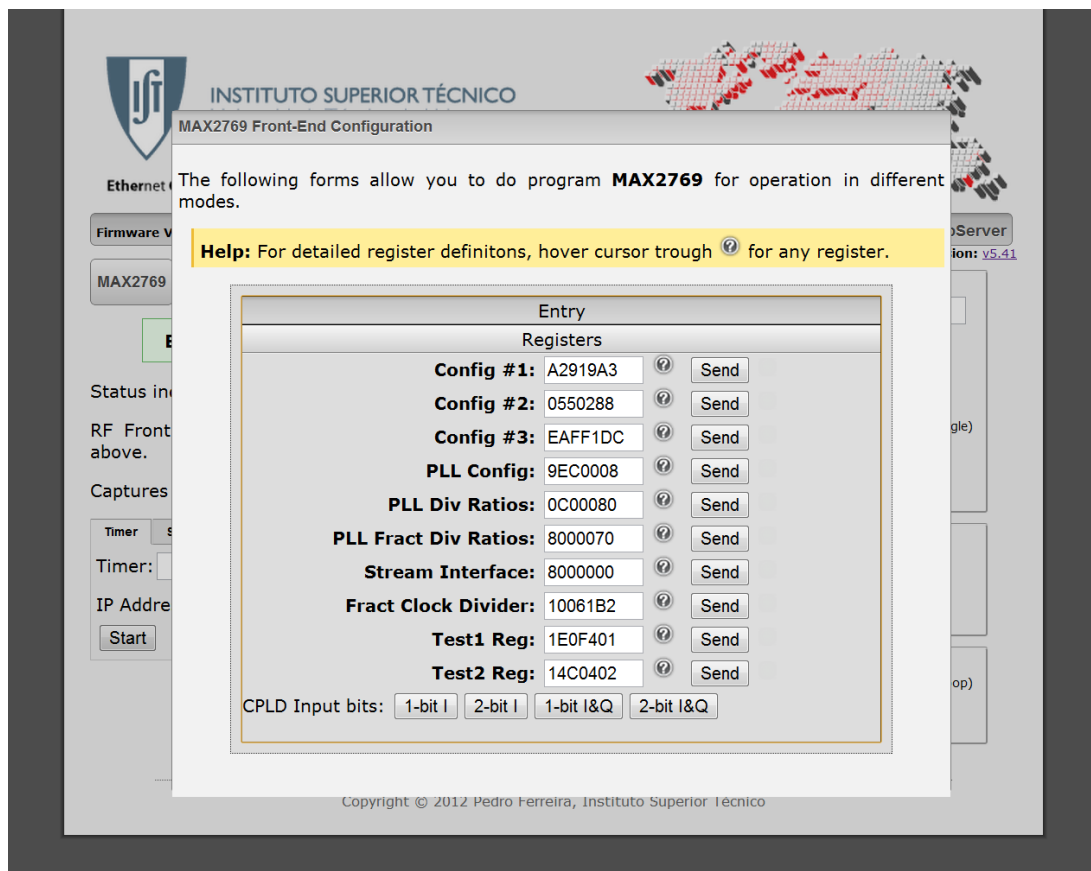 INSTITUTO SUPERIOR TÉCNICO
MAX2769 Front-End Configuration
Ethernet
The following forms allow you to do program MAX2769 for operation in different
modes.
Firmware
Help: For detailed register definitons, hover cursor trough ? for any register.
v5.41
MAX2769
Entry
Registers
Config #1: A2919A3 ? Send
Config #2: 0550288 ? Send
Config #3: EAFF1DC ? Send
PLL Config: 9EC0008 ? Send
PLL Div Ratios: 0C00080 ? Send
PLL Fract Div Ratios: 8000070 ? Send
Stream Interface: 8000000 ? Send
Fract Clock Divider: 10061B2 ? Send
Test1 Reg: 1E0F401 ? Send
Test2 Reg: 14C0402 ? Send
CPLD Input bits: 1-bit I 2-bit I 1-bit I&Q 2-bit I&Q
Status
RF Front
above.
Captures
Timer
Timer:
IP Addre
Start
Copyright © 2012 Pedro Ferreira, Instituto Superior Técnico